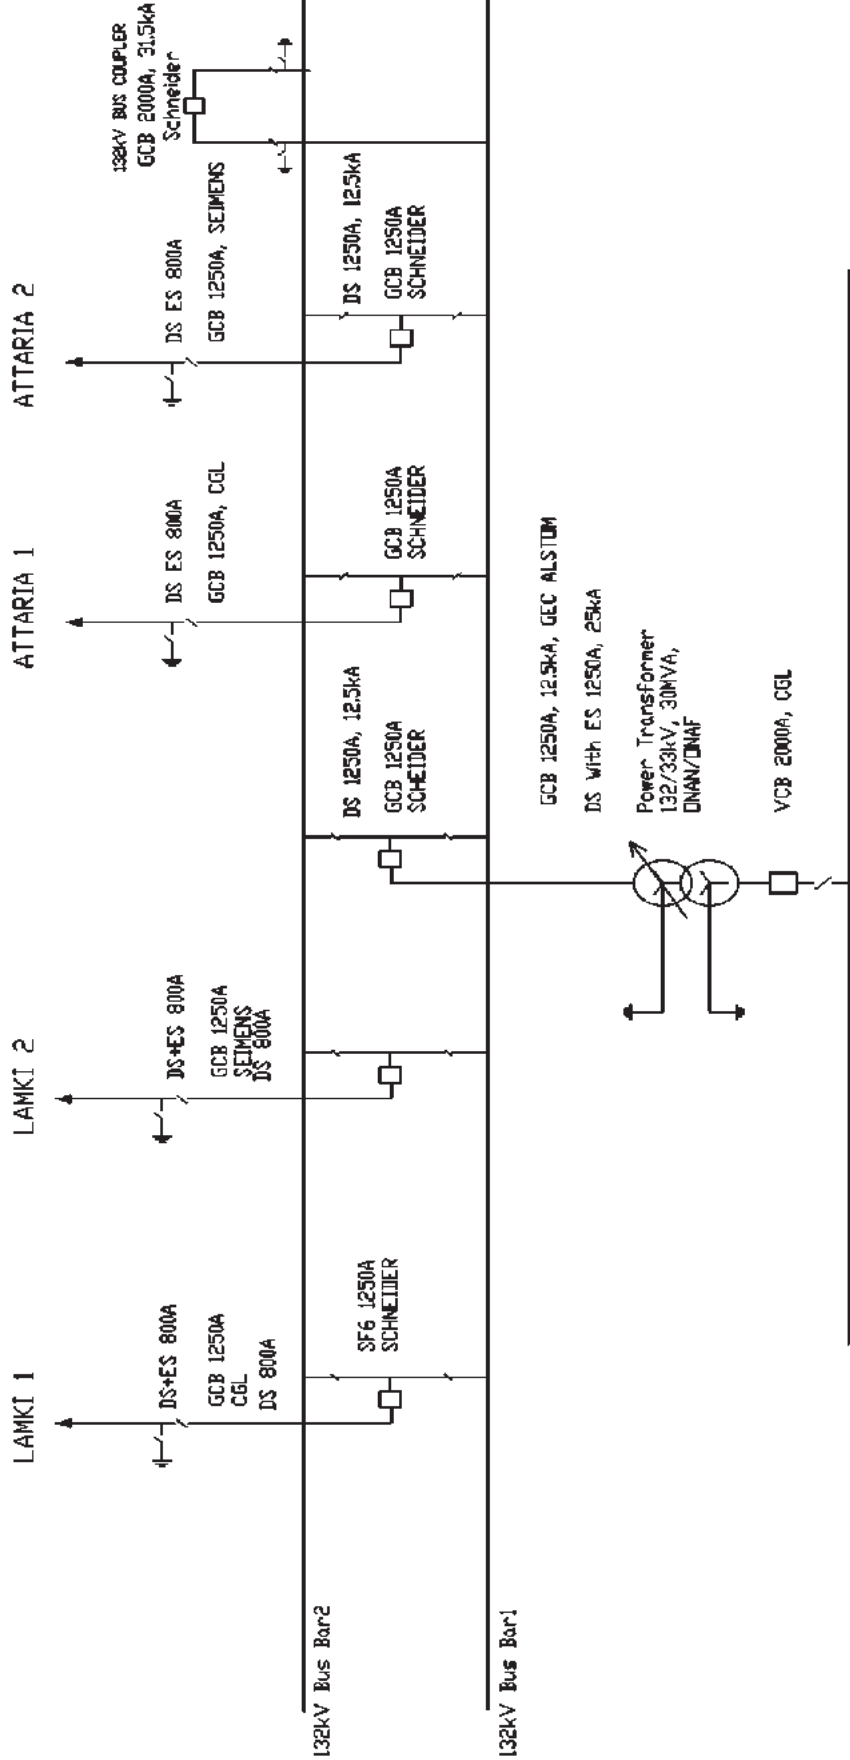 LAMKI 1
LAMKI 2
ATTARIA 1
ATTARIA 2
132kV BUS COUPLER
GCB 2000A, 31.5kA
Schneider
DS+ES 800A
GCB 1250A
CGL
DS 800A
DS+ES 800A
GCB 1250A
SEIMENS
DS 800A
DS ES 800A
GCB 1250A, CGL
DS ES 800A
GCB 1250A, SEIMENS
132kV Bus Bar2
SF6 1250A
SCHNEIDER
DS 1250A, 12.5kA
GCB 1250A
SCHEIDER
GCB 1250A
SCHNEIDER
DS 1250A, 12.5kA
GCB 1250A
SCHNEIDER
132kV Bus Bar1
GCB 1250A, 12.5kA, GEC ALSTOM
DS With ES 1250A, 25kA
Power Transformer
132/33kV, 30MVA,
ONAN/ONAF
VCB 2000A, CGL